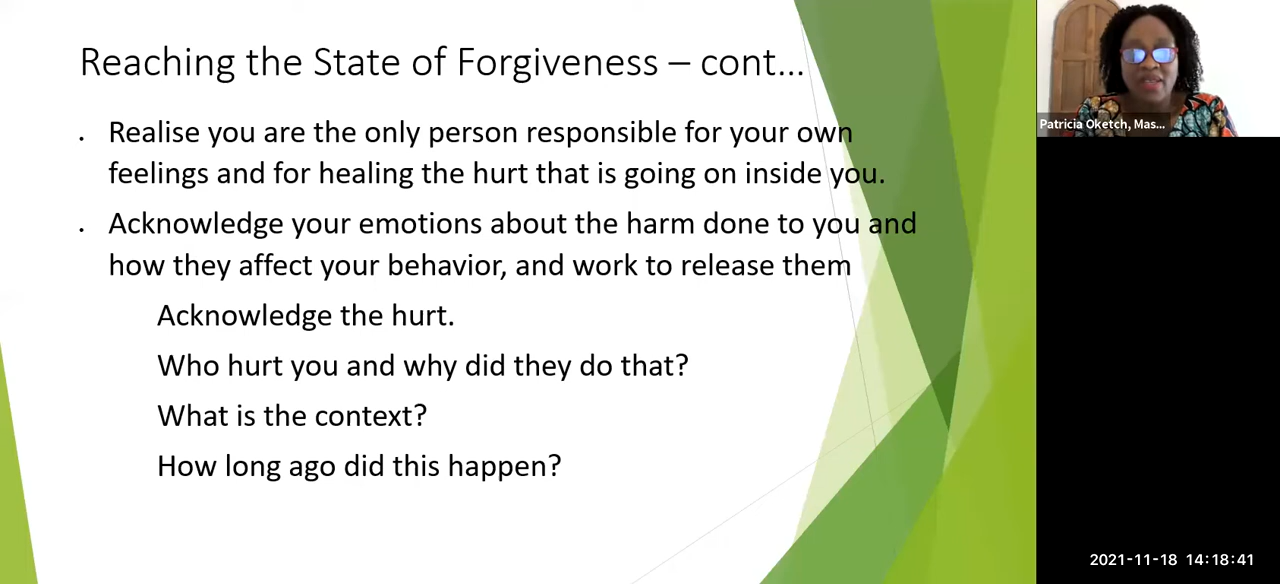 Reaching the State of Forgiveness – cont...
Realise you are the only person responsible for your own
feelings and for healing the hurt that is going on inside you.
Acknowledge your emotions about the harm done to you and
how they affect your behavior, and work to release them
Acknowledge the hurt.
Who hurt you and why did they do that?
What is the context?
How long ago did this happen?
Patricia Oketch, Mas...
2021-11-18 14:18:41